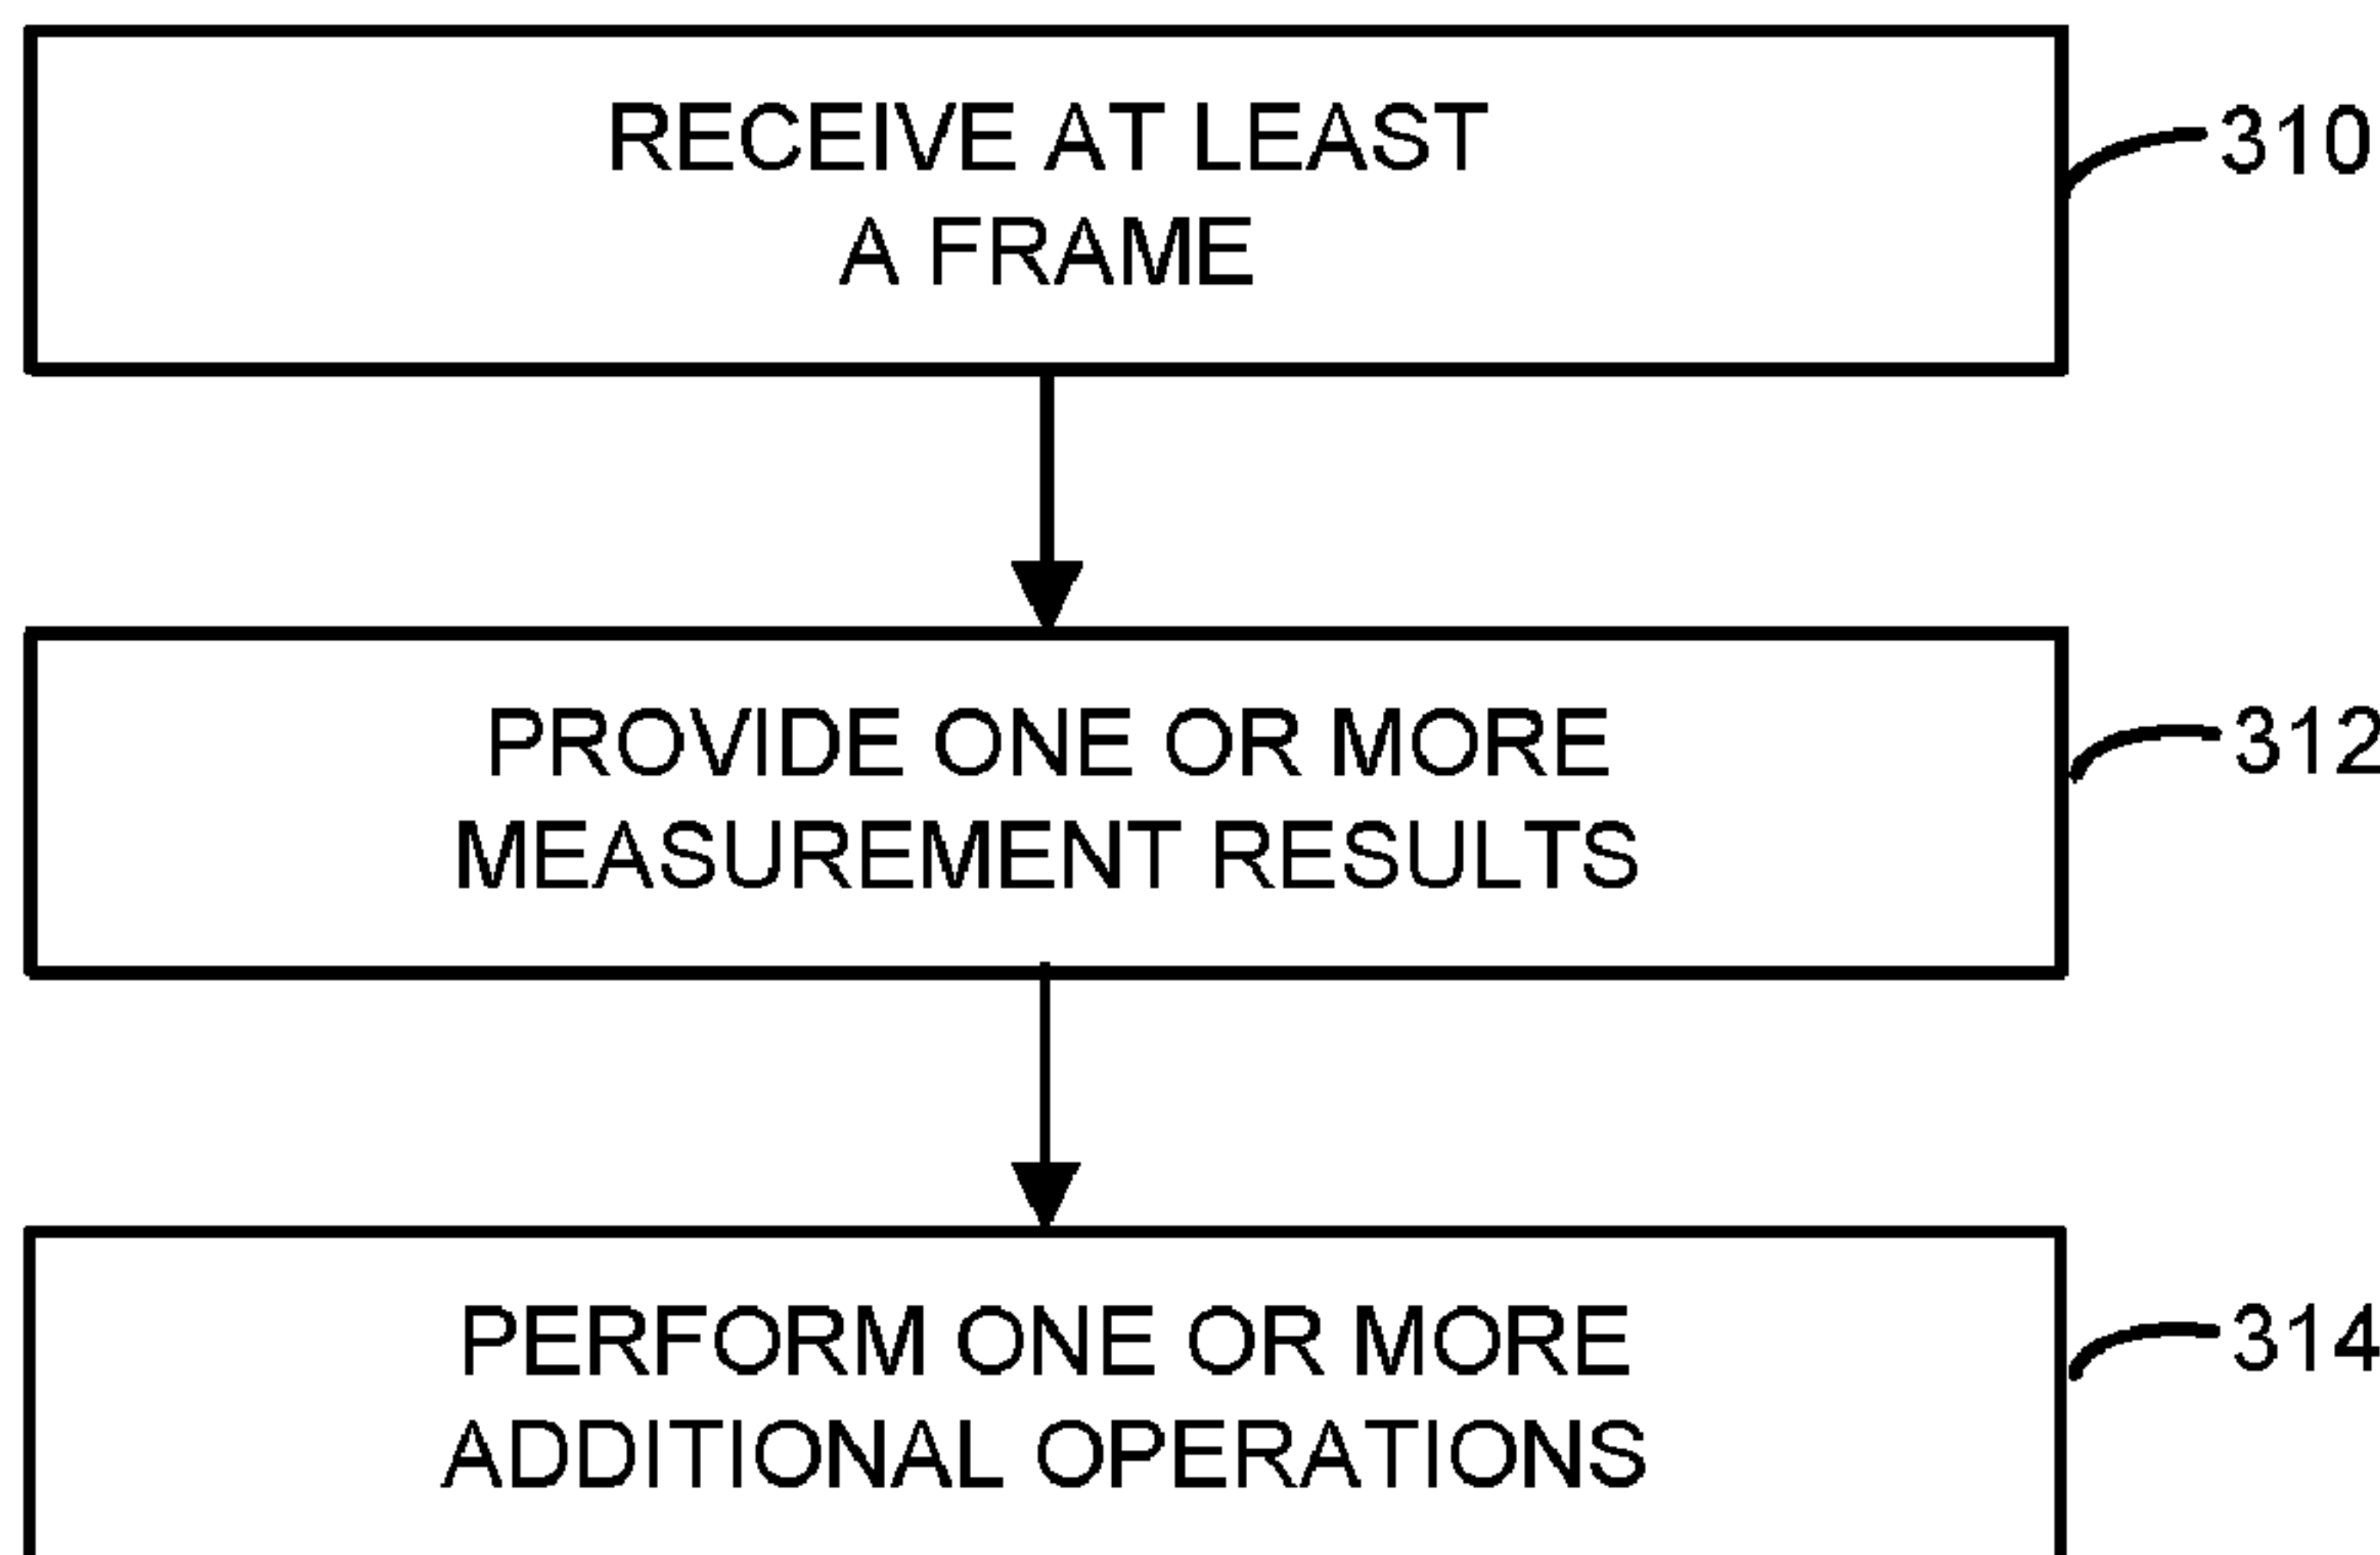 RECEIVE AT LEAST
A FRAME
310
PROVIDE ONE OR MORE
MEASUREMENT RESULTS
312
PERFORM ONE OR MORE
ADDITIONAL OPERATIONS
314